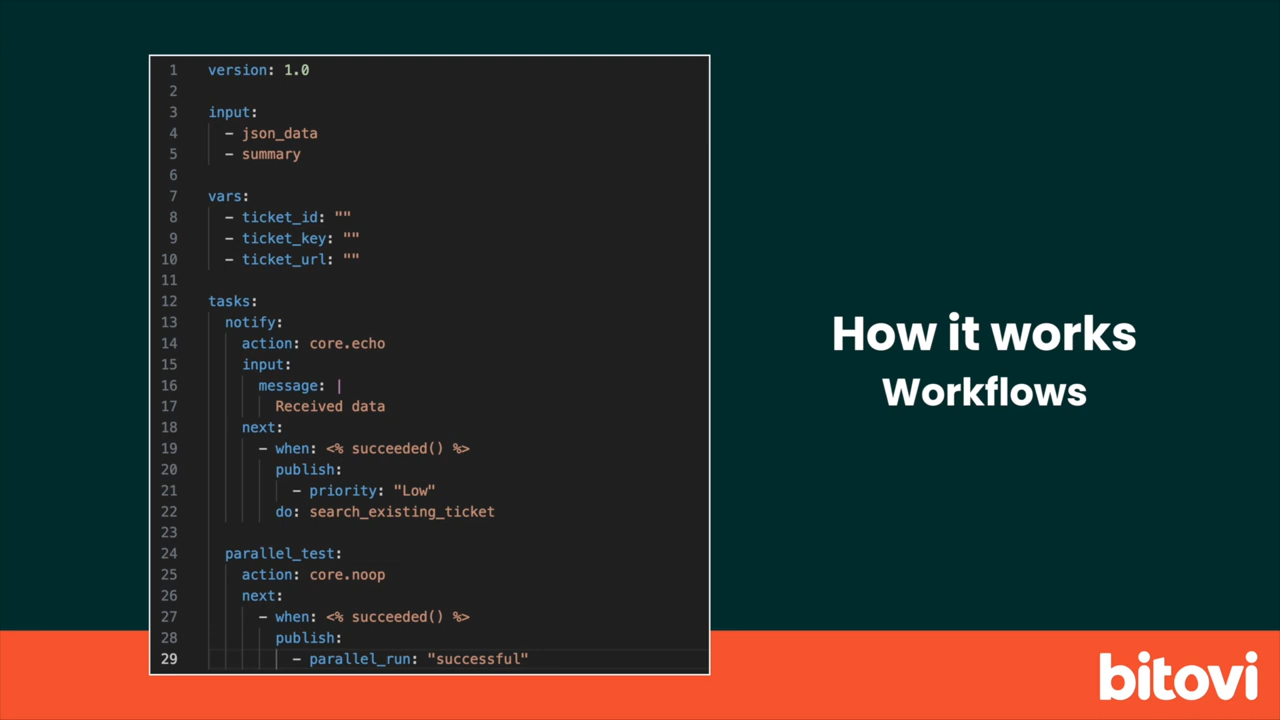 1 version: 1.0
2
3 input:
4 - json_data
5 - summary
6
7 vars:
8 - ticket_id: ""
9 - ticket_key: ""
10 - ticket_url: ""
11
12 tasks:
13 notify:
14 action: core.echo
15 input:
16 message: |
17 Received data
18 next:
19 - when: <% succeeded() %>
20 publish:
21 - priority: "Low"
22 do: search_existing_ticket
23
24 parallel_test:
25 action: core.noop
26 next:
27 - when: <% succeeded() %>
28 publish:
29 - parallel_run: "successful"
How it works
Workflows
bitovi